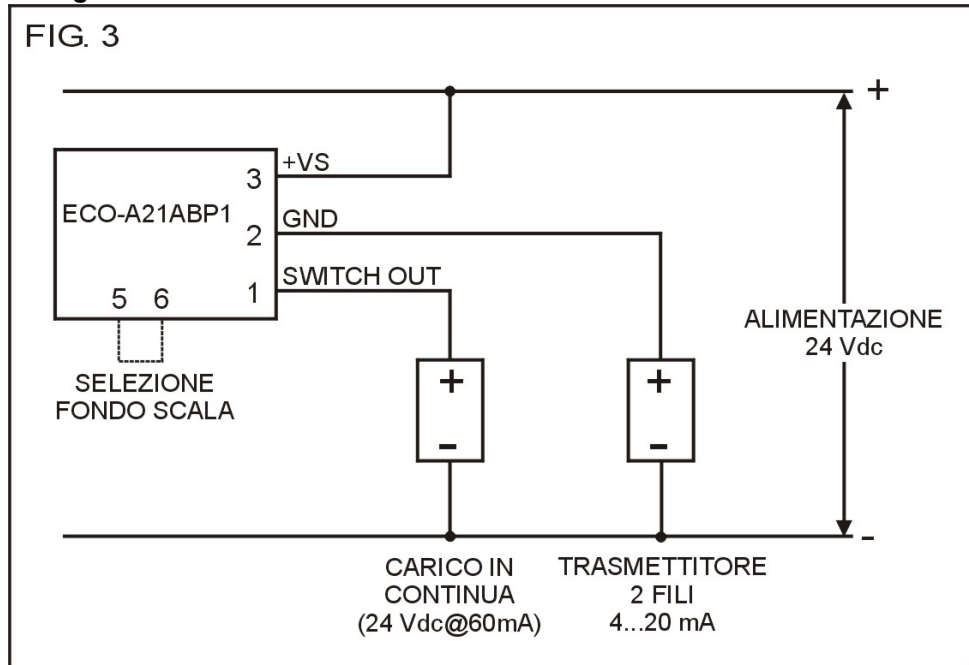 FIG. 3
+
3
+VS
ECO-A21ABP1
2
GND
1
SWITCH OUT
5 6
SELEZIONE
FONDO SCALA
+
-
+
-
ALIMENTAZIONE
24 Vdc
-
CARICO IN
CONTINUA
(24 Vdc@60mA)
TRASMETTITORE
2 FILI
4...20 mA